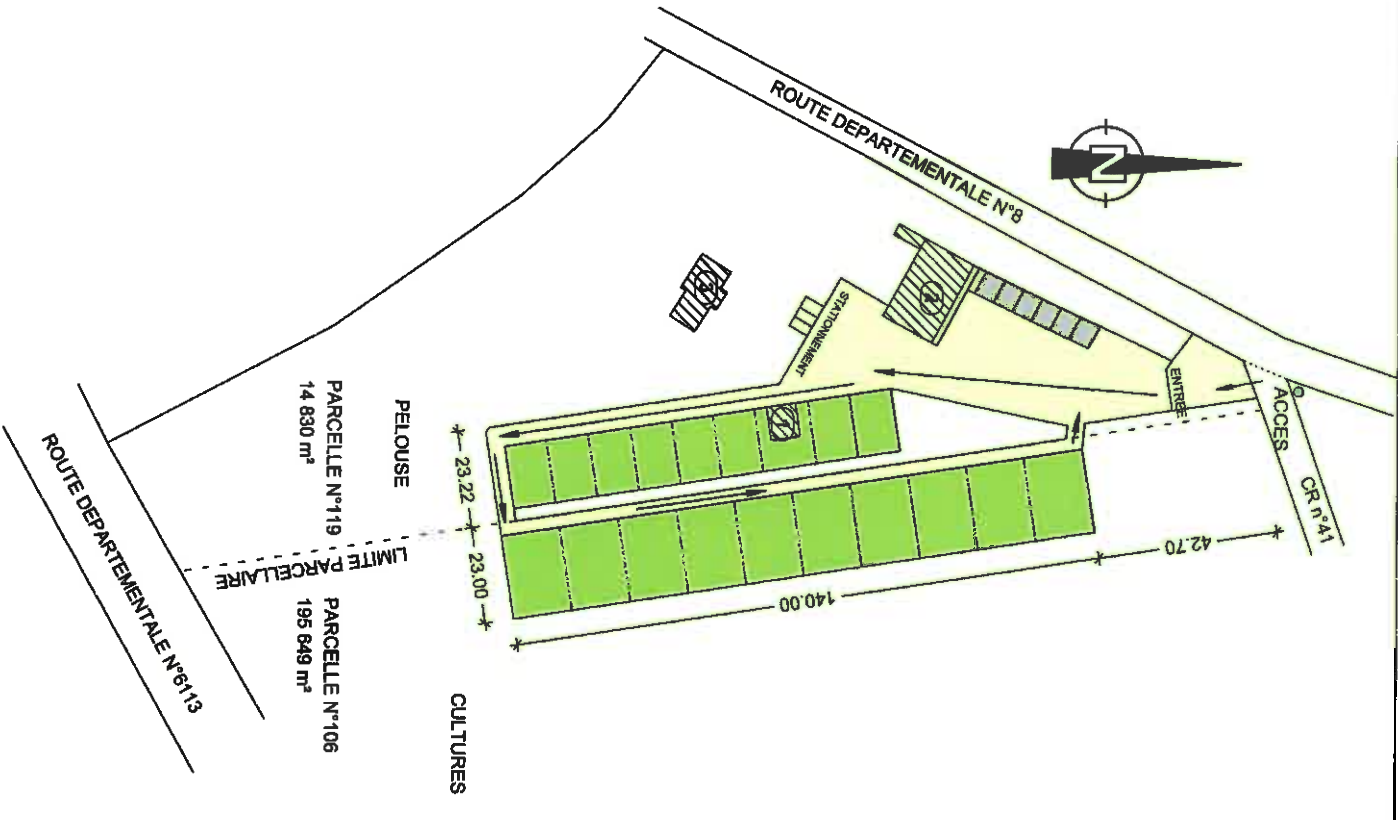 ROUTE DEPARTEMENTALE N°8
N
ACCES
CR n°41
ENTREE
STATIONNEMENT
42.70
140.00
23.22
23.00
PELOUSE
PARCELLE N°119
14 830 m²
LIMITE PARCELLAIRE
PARCELLE N°106
195 649 m²
CULTURES
ROUTE DEPARTEMENTALE N°6113